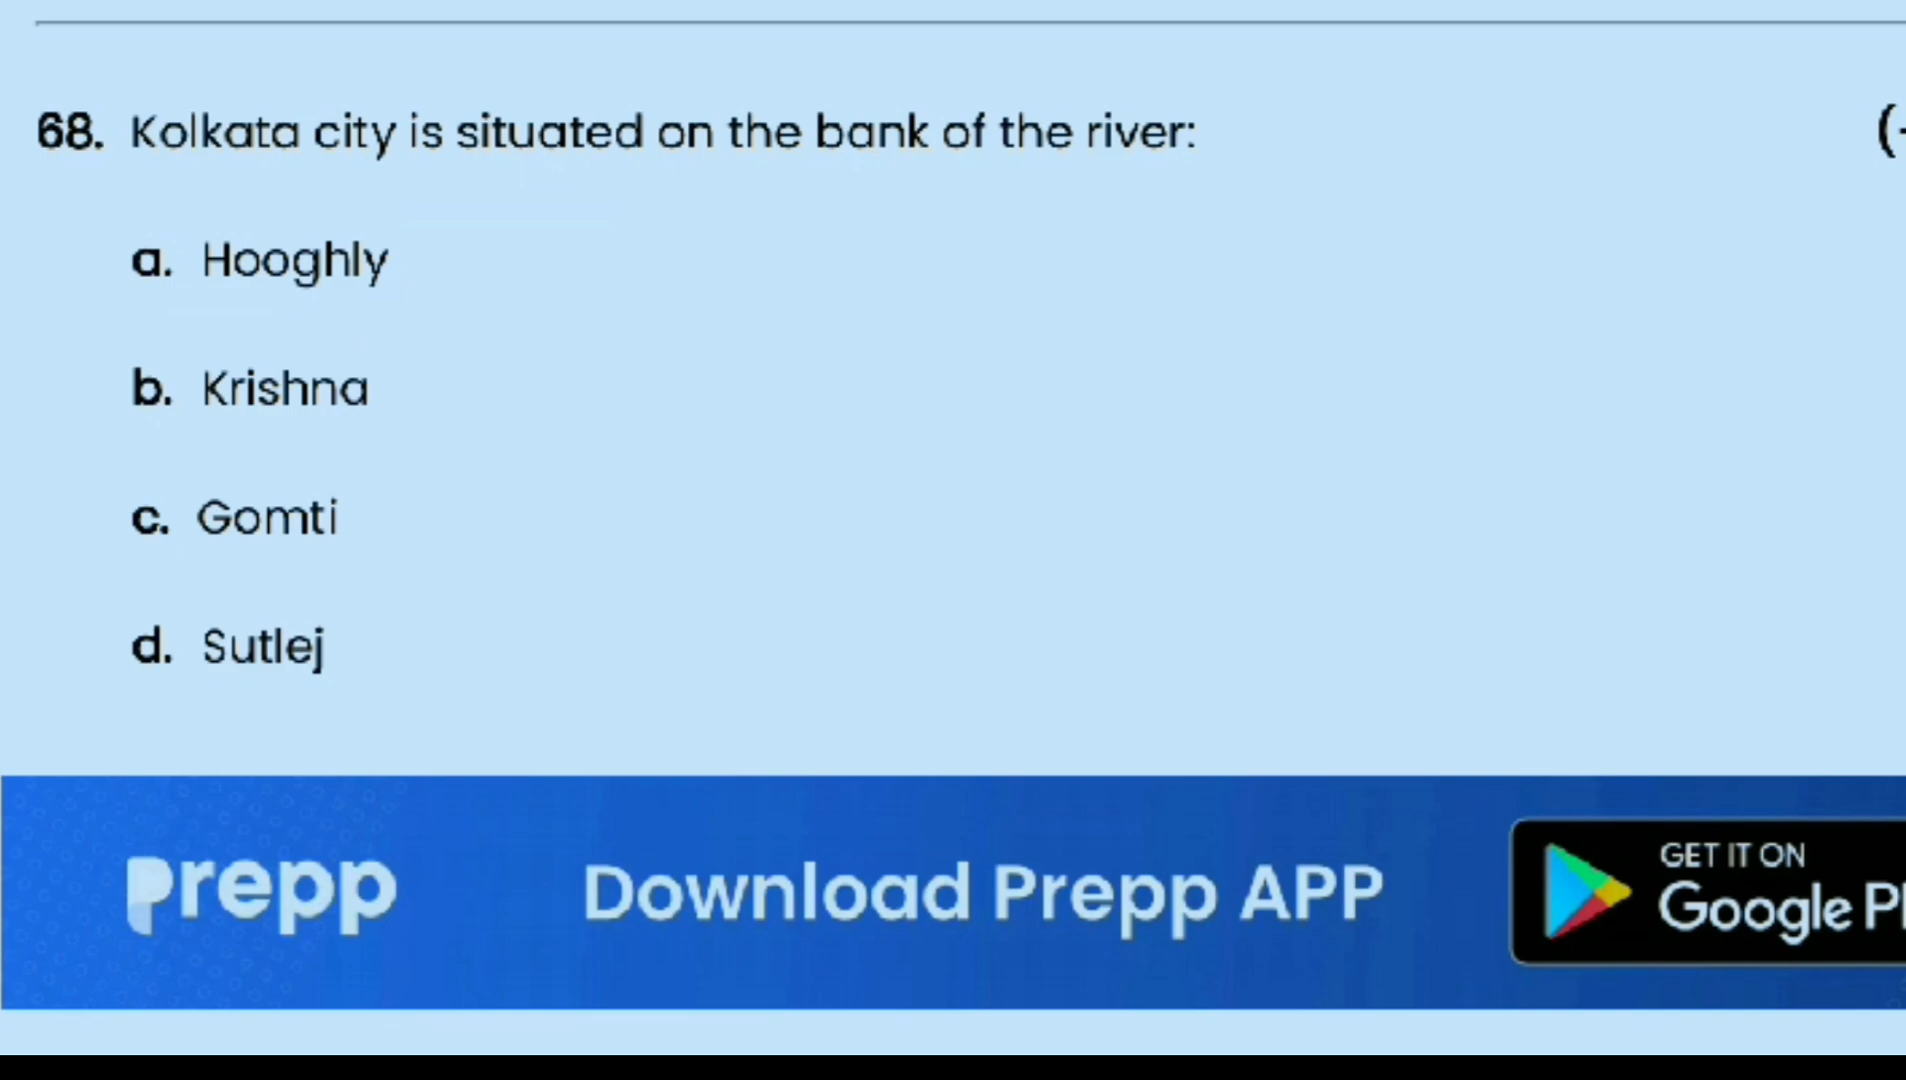 68. Kolkata city is situated on the bank of the river:
a. Hooghly
b. Krishna
c. Gomti
d. Sutlej
prepp Download Prepp APP
GET IT ON
Google